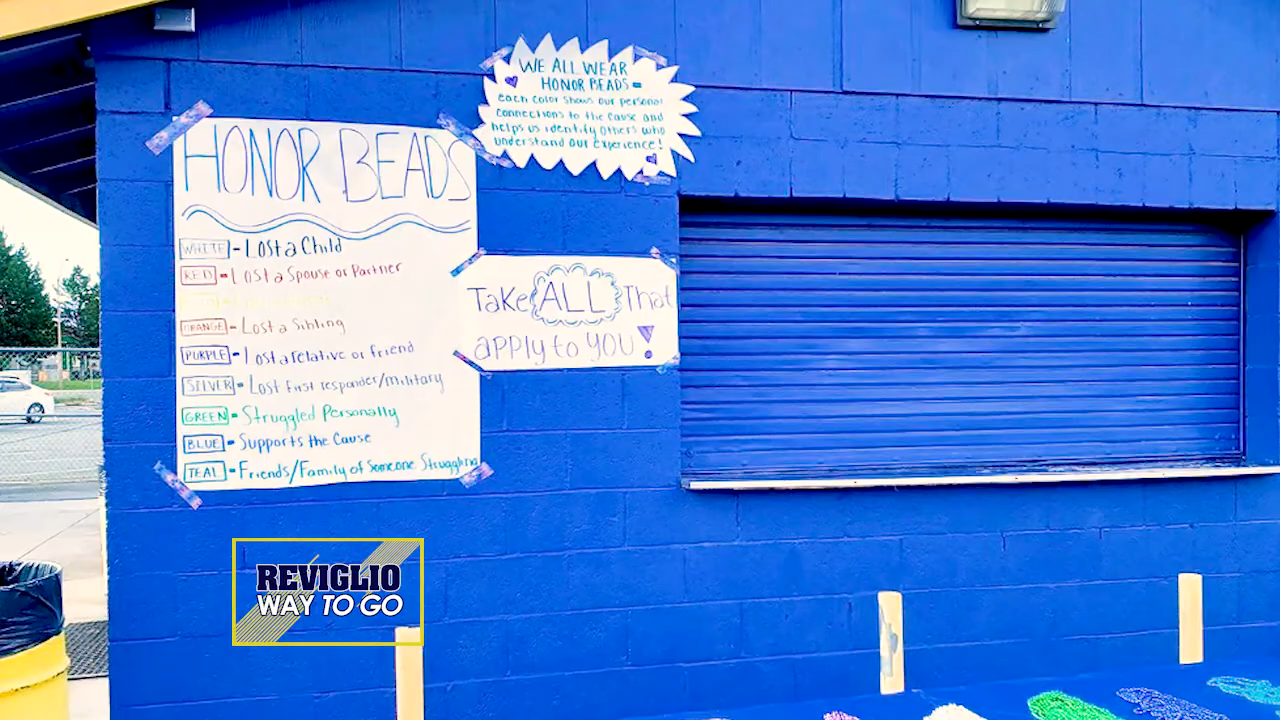 HONOR BEADS
WHITE - Lost a Child
RED - Lost a Spouse or Partner
ORANGE - Lost a Sibling
PURPLE - Lost a relative or friend
SILVER - Lost first responder/military
GREEN - Struggled Personally
BLUE - Supports the Cause
TEAL - Friends/Family of Someone Struggling
WE ALL WEAR
HONOR BEADS -
each color shows our personal
connections to the cause and
helps us identify others who
understand our experience!
Take ALL That
apply to YOU!
REVIGLIO
WAY TO GO